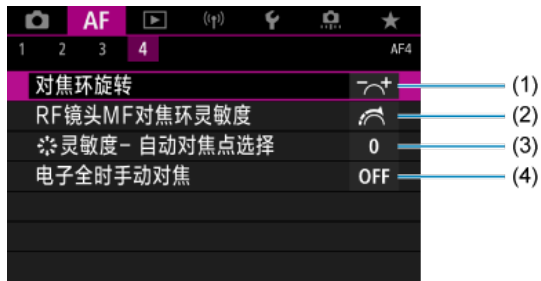 AF
1 2 3 4 AF4
对焦环旋转 - + (1)
RF镜头MF对焦环灵敏度 (2)
灵敏度- 自动对焦点选择 0 (3)
电子全时手动对焦 OFF (4)